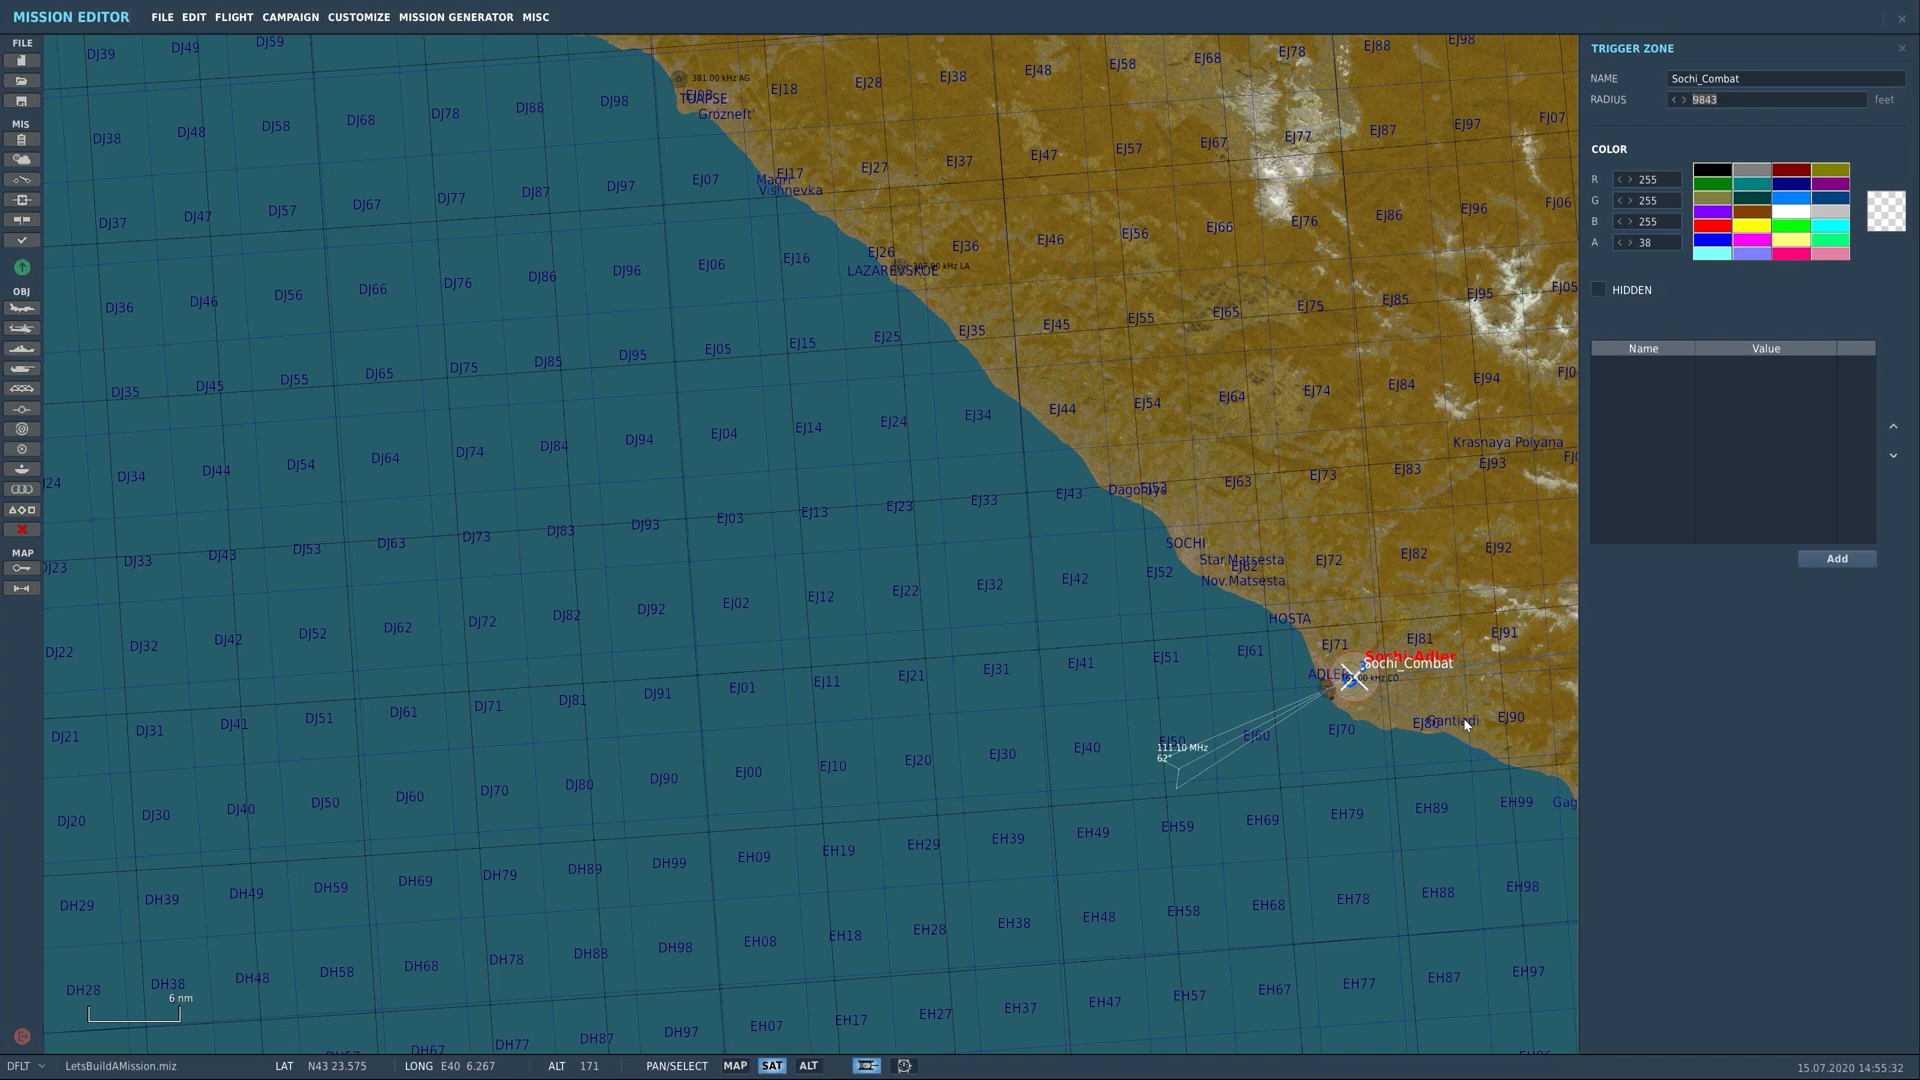 MISSION EDITOR FILE EDIT FLIGHT CAMPAIGN CUSTOMIZE MISSION GENERATOR MISC
FILE
MIS
OBJ
MAP
TRIGGER ZONE
NAME Sochi_Combat
RADIUS 9843 feet
COLOR
R 255
G 255
B 255
A 38
HIDDEN
Name Value
Add
DJ39 DJ49 DJ59 EJ48 EJ58 EJ68 EJ78 EJ88 EJ98
381.00 kHz AG
TUAPSE
Grozneft'
DJ38 DJ48 DJ58 DJ68 DJ78 DJ88 DJ98 EJ18 EJ28 EJ38
EJ47 EJ57 EJ67 EJ77 EJ87 EJ97 FJ07
DJ37 DJ47 DJ57 DJ67 DJ77 DJ87 DJ97 EJ07 EJ17 EJ27 EJ37
Magri
Vishnevka
EJ26 EJ36 EJ46 EJ56 EJ66 EJ76 EJ86 EJ96 FJ06
LAZAREVSKOE
DJ36 DJ46 DJ56 DJ66 DJ76 DJ86 DJ96 EJ06 EJ16
DJ35 DJ45 DJ55 DJ65 DJ75 DJ85 DJ95 EJ05 EJ15 EJ25 EJ35 EJ45 EJ55 EJ65 EJ75 EJ85 EJ95 FJ05
DJ34 DJ44 DJ54 DJ64 DJ74 DJ84 DJ94 EJ04 EJ14 EJ24 EJ34 EJ44 EJ54 EJ64 EJ74 EJ84 EJ94
Krasnaya Polyana
DJ33 DJ43 DJ53 DJ63 DJ73 DJ83 DJ93 EJ03 EJ13 EJ23 EJ33 EJ43 EJ63 EJ73 EJ83 EJ93
Dagomys
SOCHI
Star.Matsesta
Nov.Matsesta
HOSTA
DJ22 DJ32 DJ42 DJ52 DJ62 DJ72 DJ82 DJ92 EJ02 EJ12 EJ22 EJ32 EJ42 EJ52 EJ62 EJ72 EJ82 EJ92
DJ21 DJ31 DJ41 DJ51 DJ61 DJ71 DJ81 DJ91 EJ01 EJ11 EJ21 EJ31 EJ41 EJ51 EJ61 EJ71 EJ81 EJ91
Sochi-Adler
Sochi_Combat
ADLER
Gantiadi
111.10 MHz
62°
DJ20 DJ30 DJ40 DJ50 DJ60 DJ70 DJ80 DJ90 EJ00 EJ10 EJ20 EJ30 EJ40 EJ50 EJ60 EJ70 EJ80 EJ90
Gag
DH29 DH39 DH49 DH59 DH69 DH79 DH89 DH99 EH09 EH19 EH29 EH39 EH49 EH59 EH69 EH79 EH89 EH99
DH28 DH38 DH48 DH58 DH68 DH78 DH88 DH98 EH08 EH18 EH28 EH38 EH48 EH58 EH68 EH78 EH88 EH98
6 nm
DH67 DH77 DH87 DH97 EH07 EH17 EH27 EH37 EH47 EH57 EH67 EH77 EH87 EH97
DFLT LetsBuildAMission.miz LAT N43 23.575 LONG E40 6.267 ALT 171 PAN/SELECT MAP SAT ALT 15.07.2020 14:55:32